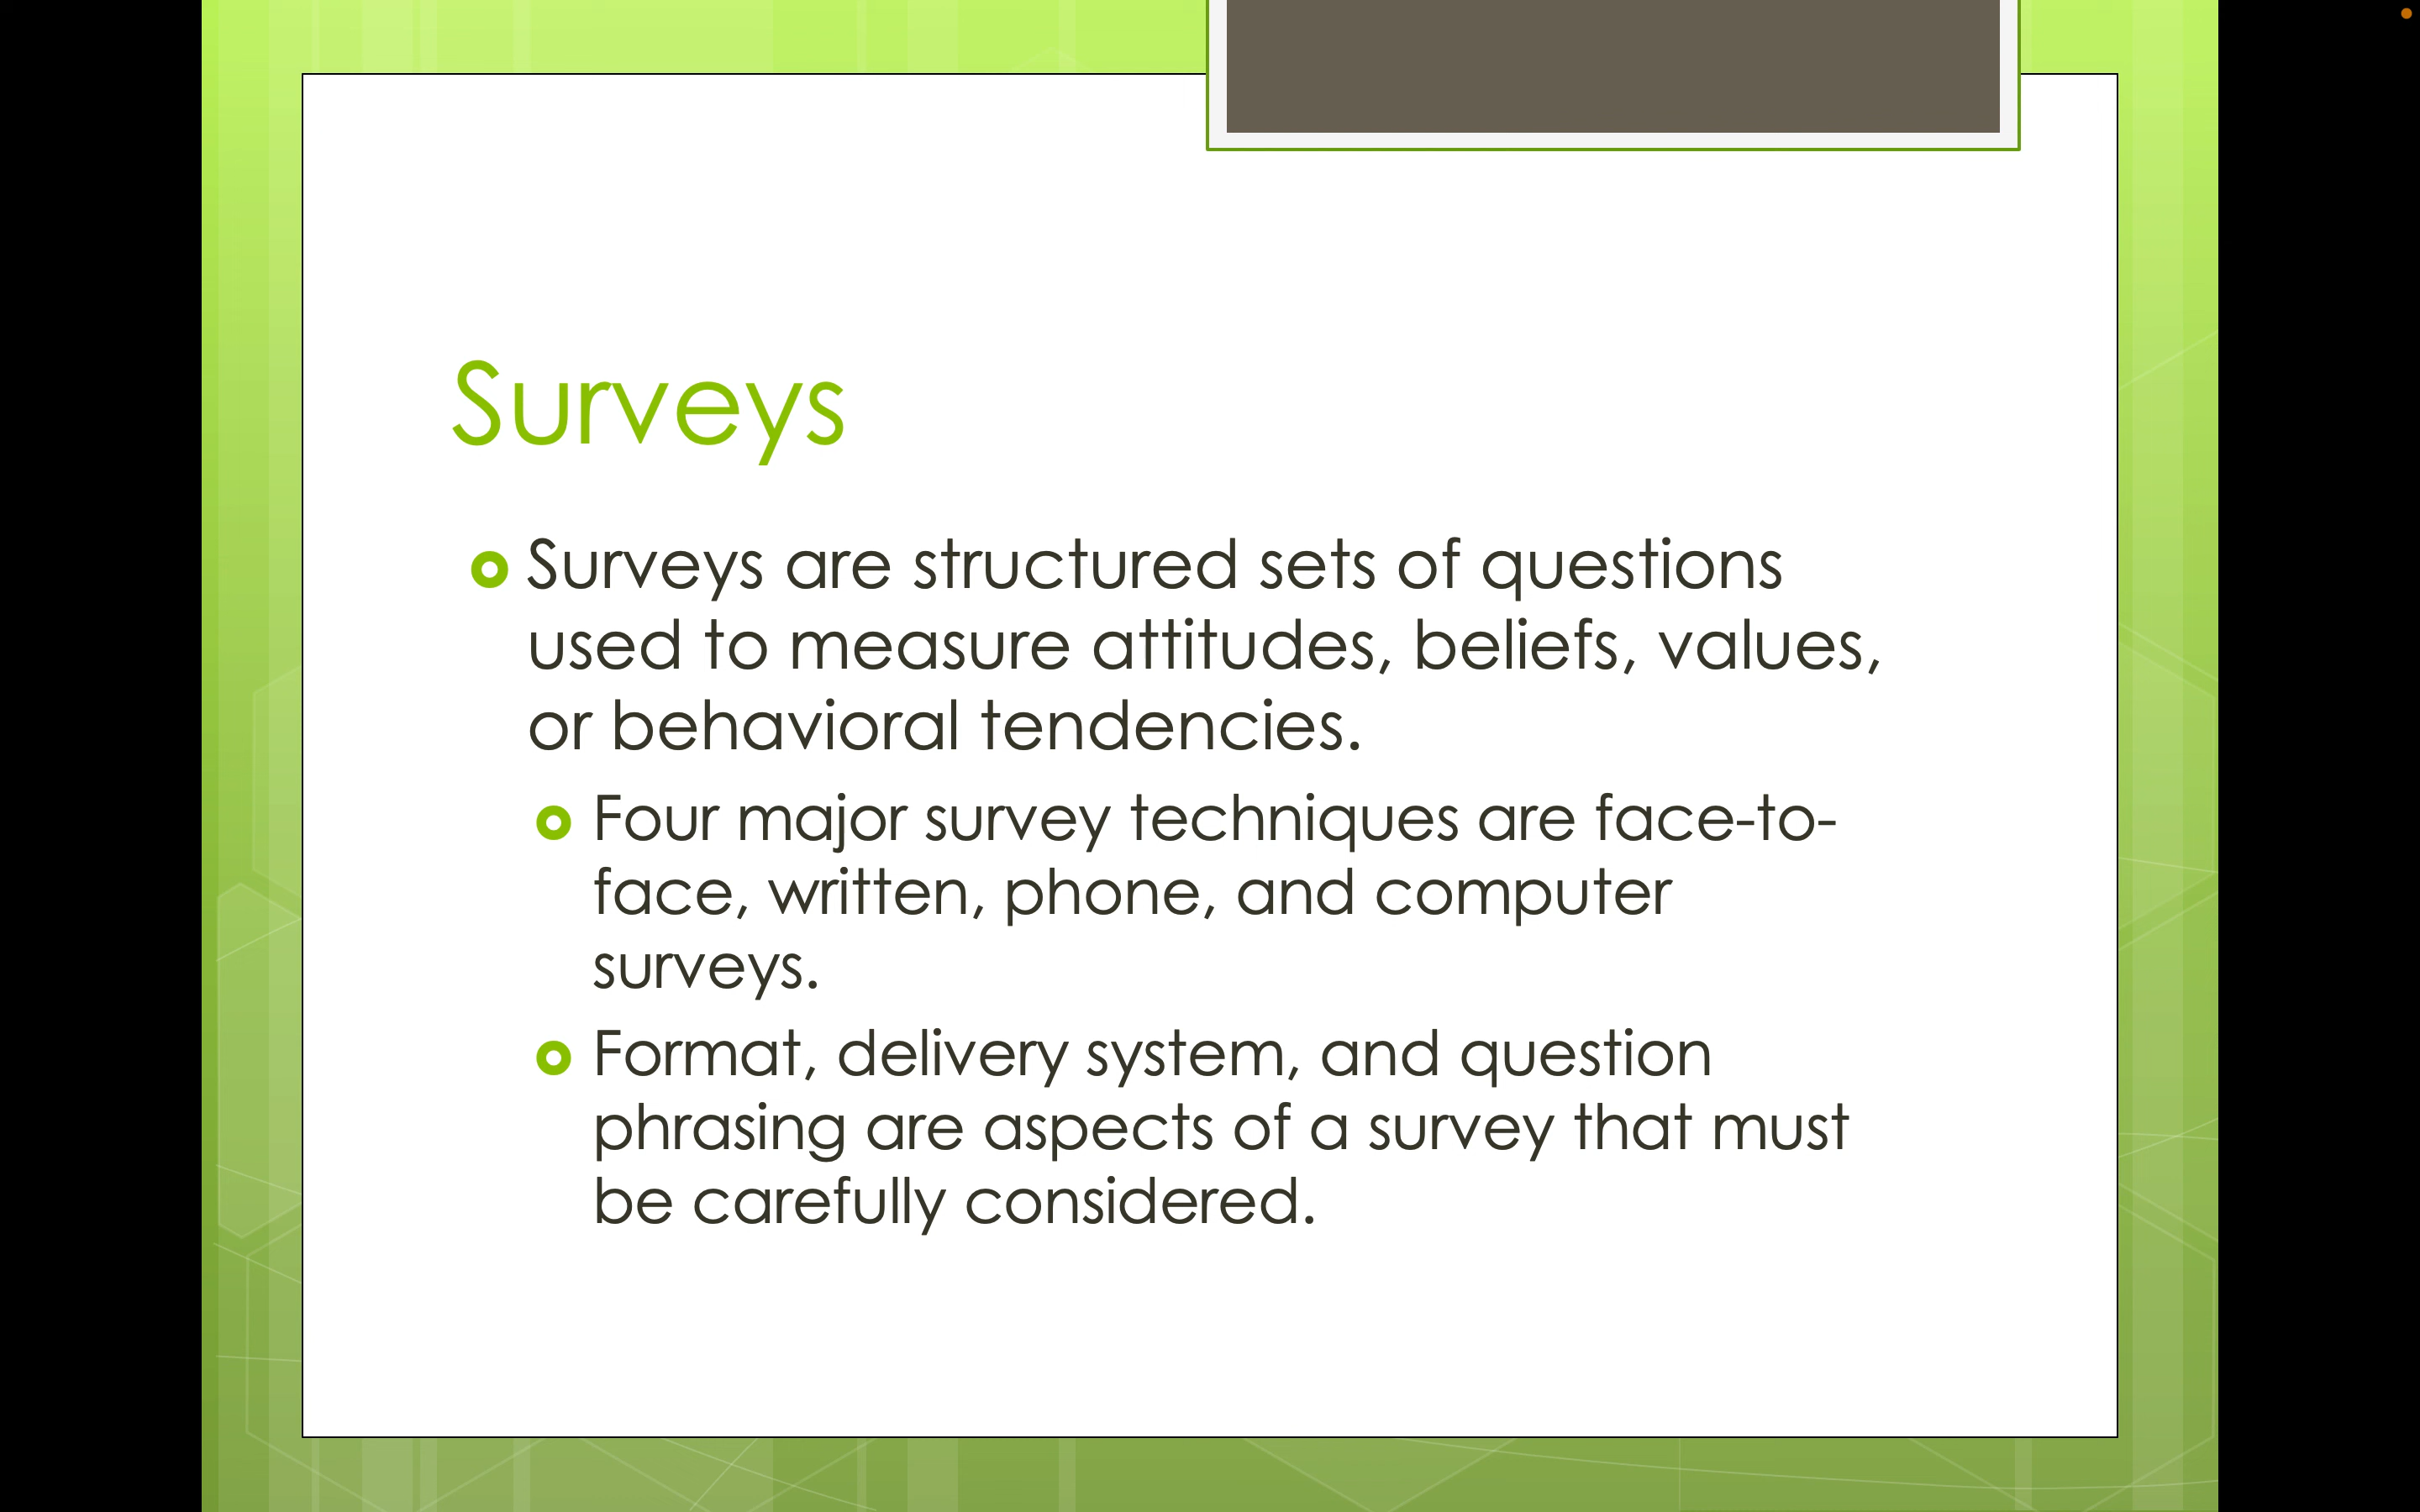 Surveys
Surveys are structured sets of questions
used to measure attitudes, beliefs, values,
or behavioral tendencies.
Four major survey techniques are face-to-
face, written, phone, and computer
surveys.
Format, delivery system, and question
phrasing are aspects of a survey that must
be carefully considered.